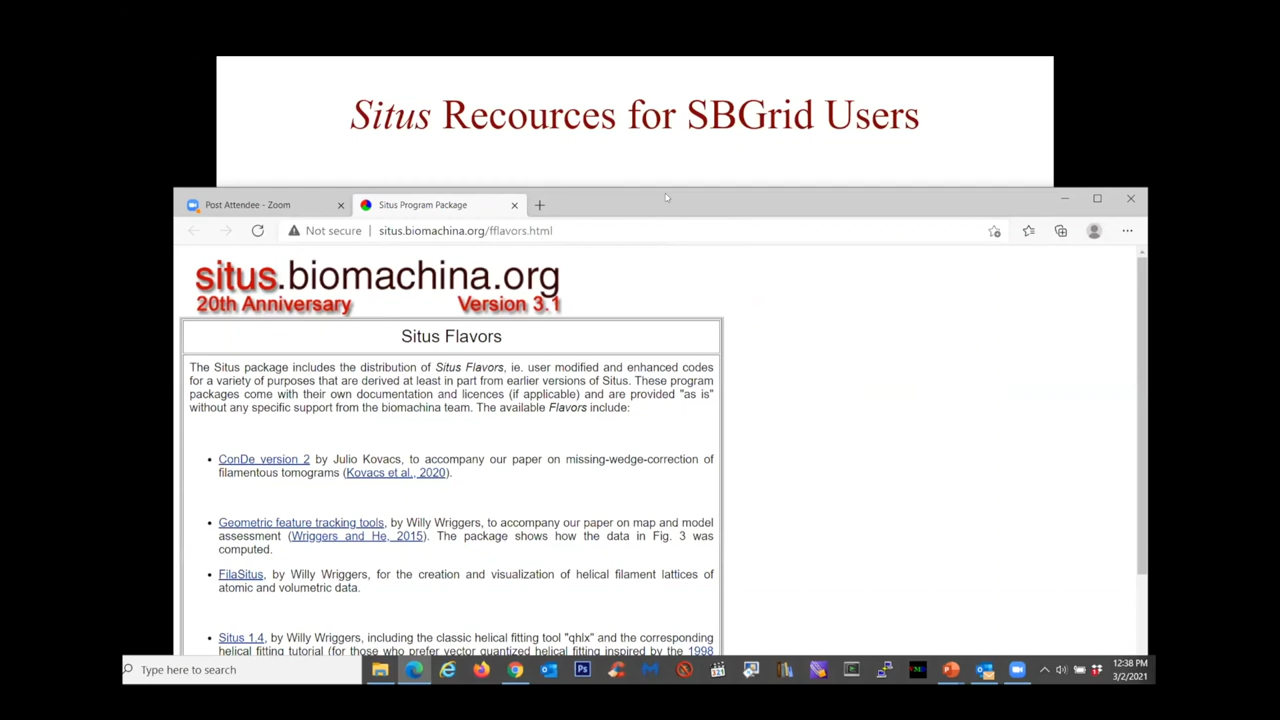 Situs Recources for SBGrid Users
Post Attendee - Zoom
Situs Program Package
Not secure
situs.biomachina.org/fflavors.html
situs.biomachina.org
20th Anniversary Version 3.1
Situs Flavors
The Situs package includes the distribution of Situs Flavors, ie. user modified and enhanced codes
for a variety of purposes that are derived at least in part from earlier versions of Situs. These program
packages come with their own documentation and licences (if applicable) and are provided "as is"
without any specific support from the biomachina team. The available Flavors include:
• ConDe version 2 by Julio Kovacs, to accompany our paper on missing-wedge-correction of
filamentous tomograms (Kovacs et al., 2020).
• Geometric feature tracking tools, by Willy Wriggers, to accompany our paper on map and model
assessment (Wriggers and He, 2015). The package shows how the data in Fig. 3 was
computed.
• FilaSitus, by Willy Wriggers, for the creation and visualization of helical filament lattices of
atomic and volumetric data.
• Situs 1.4, by Willy Wriggers, including the classic helical fitting tool "qhlx" and the corresponding
helical fitting tutorial (for those who prefer vector quantized helical fitting inspired by the 1998
Type here to search
Ps
12:38 PM
3/2/2021